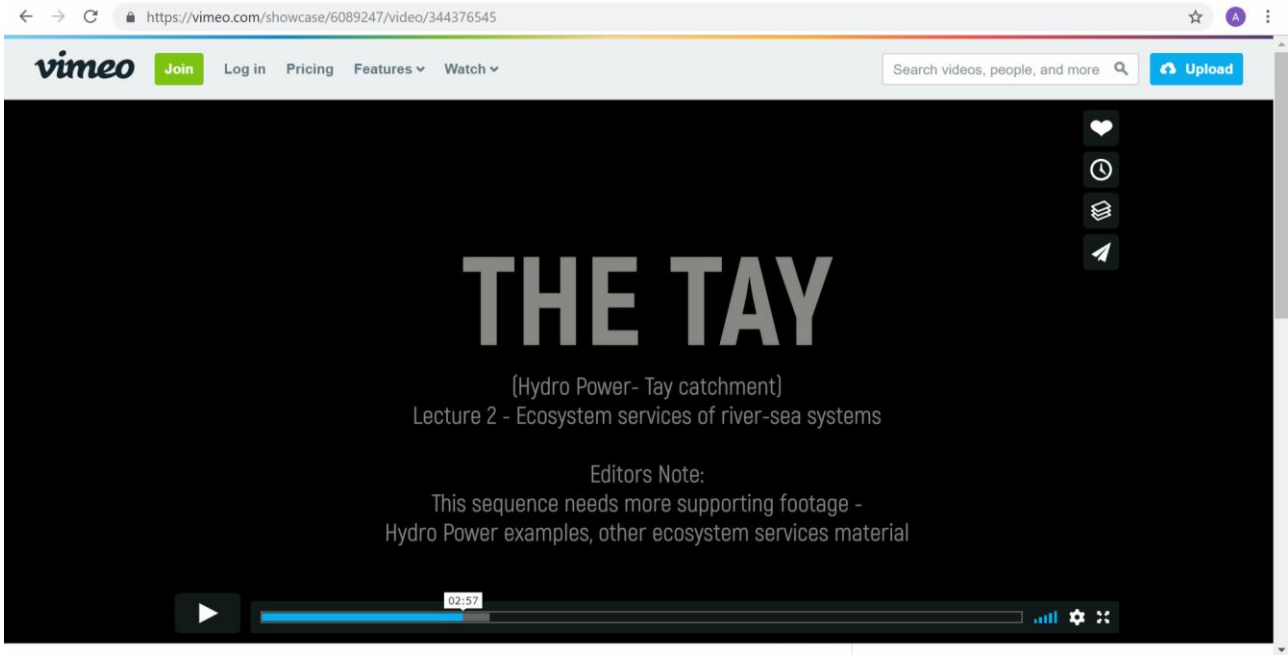 https://vimeo.com/showcase/6089247/video/344376545
A
vimeo Join Log in Pricing Features Watch Search videos, people, and more Upload
THE TAY
(Hydro Power- Tay catchment)
Lecture 2 - Ecosystem services of river-sea systems
Editors Note:
This sequence needs more supporting footage -
Hydro Power examples, other ecosystem services material
02:57